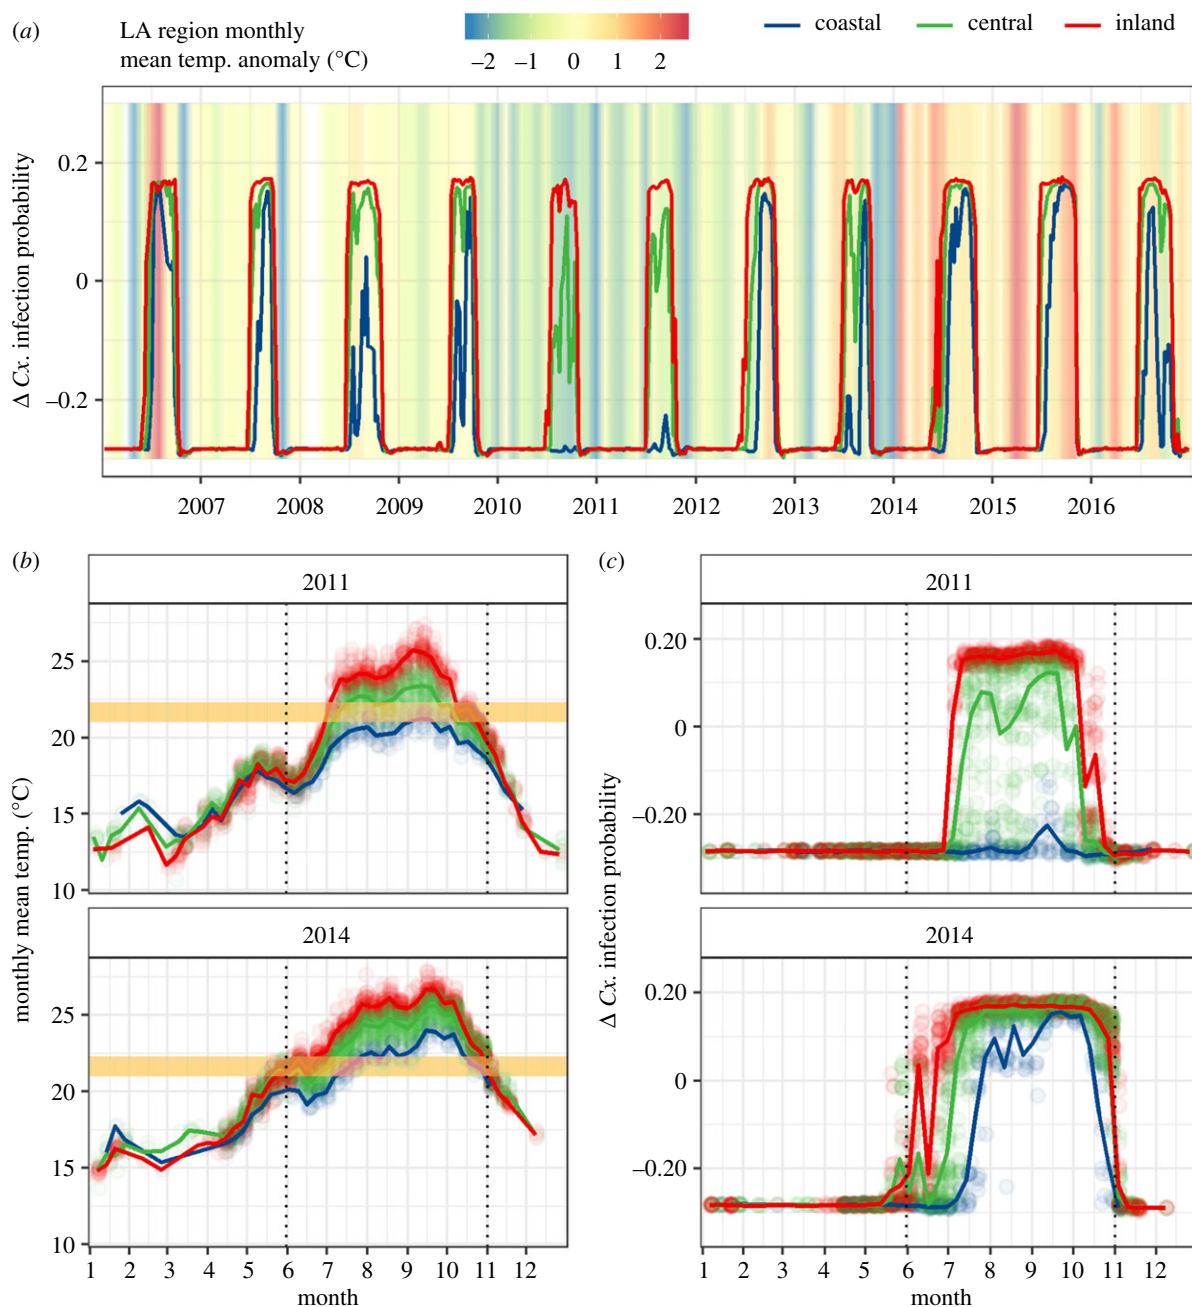 (a)
LA region monthly
mean temp. anomaly (°C)
−2 −1 0 1 2
coastal central inland
Δ Cx. infection probability
0.2
0
−0.2
2007 2008 2009 2010 2011 2012 2013 2014 2015 2016
(b)
2011
monthly mean temp. (°C)
25
20
15
10
2014
25
20
15
10
1 2 3 4 5 6 7 8 9 10 11 12
month
(c)
2011
Δ Cx. infection probability
0.20
0
−0.20
2014
0.20
0
−0.20
1 2 3 4 5 6 7 8 9 10 11 12
month